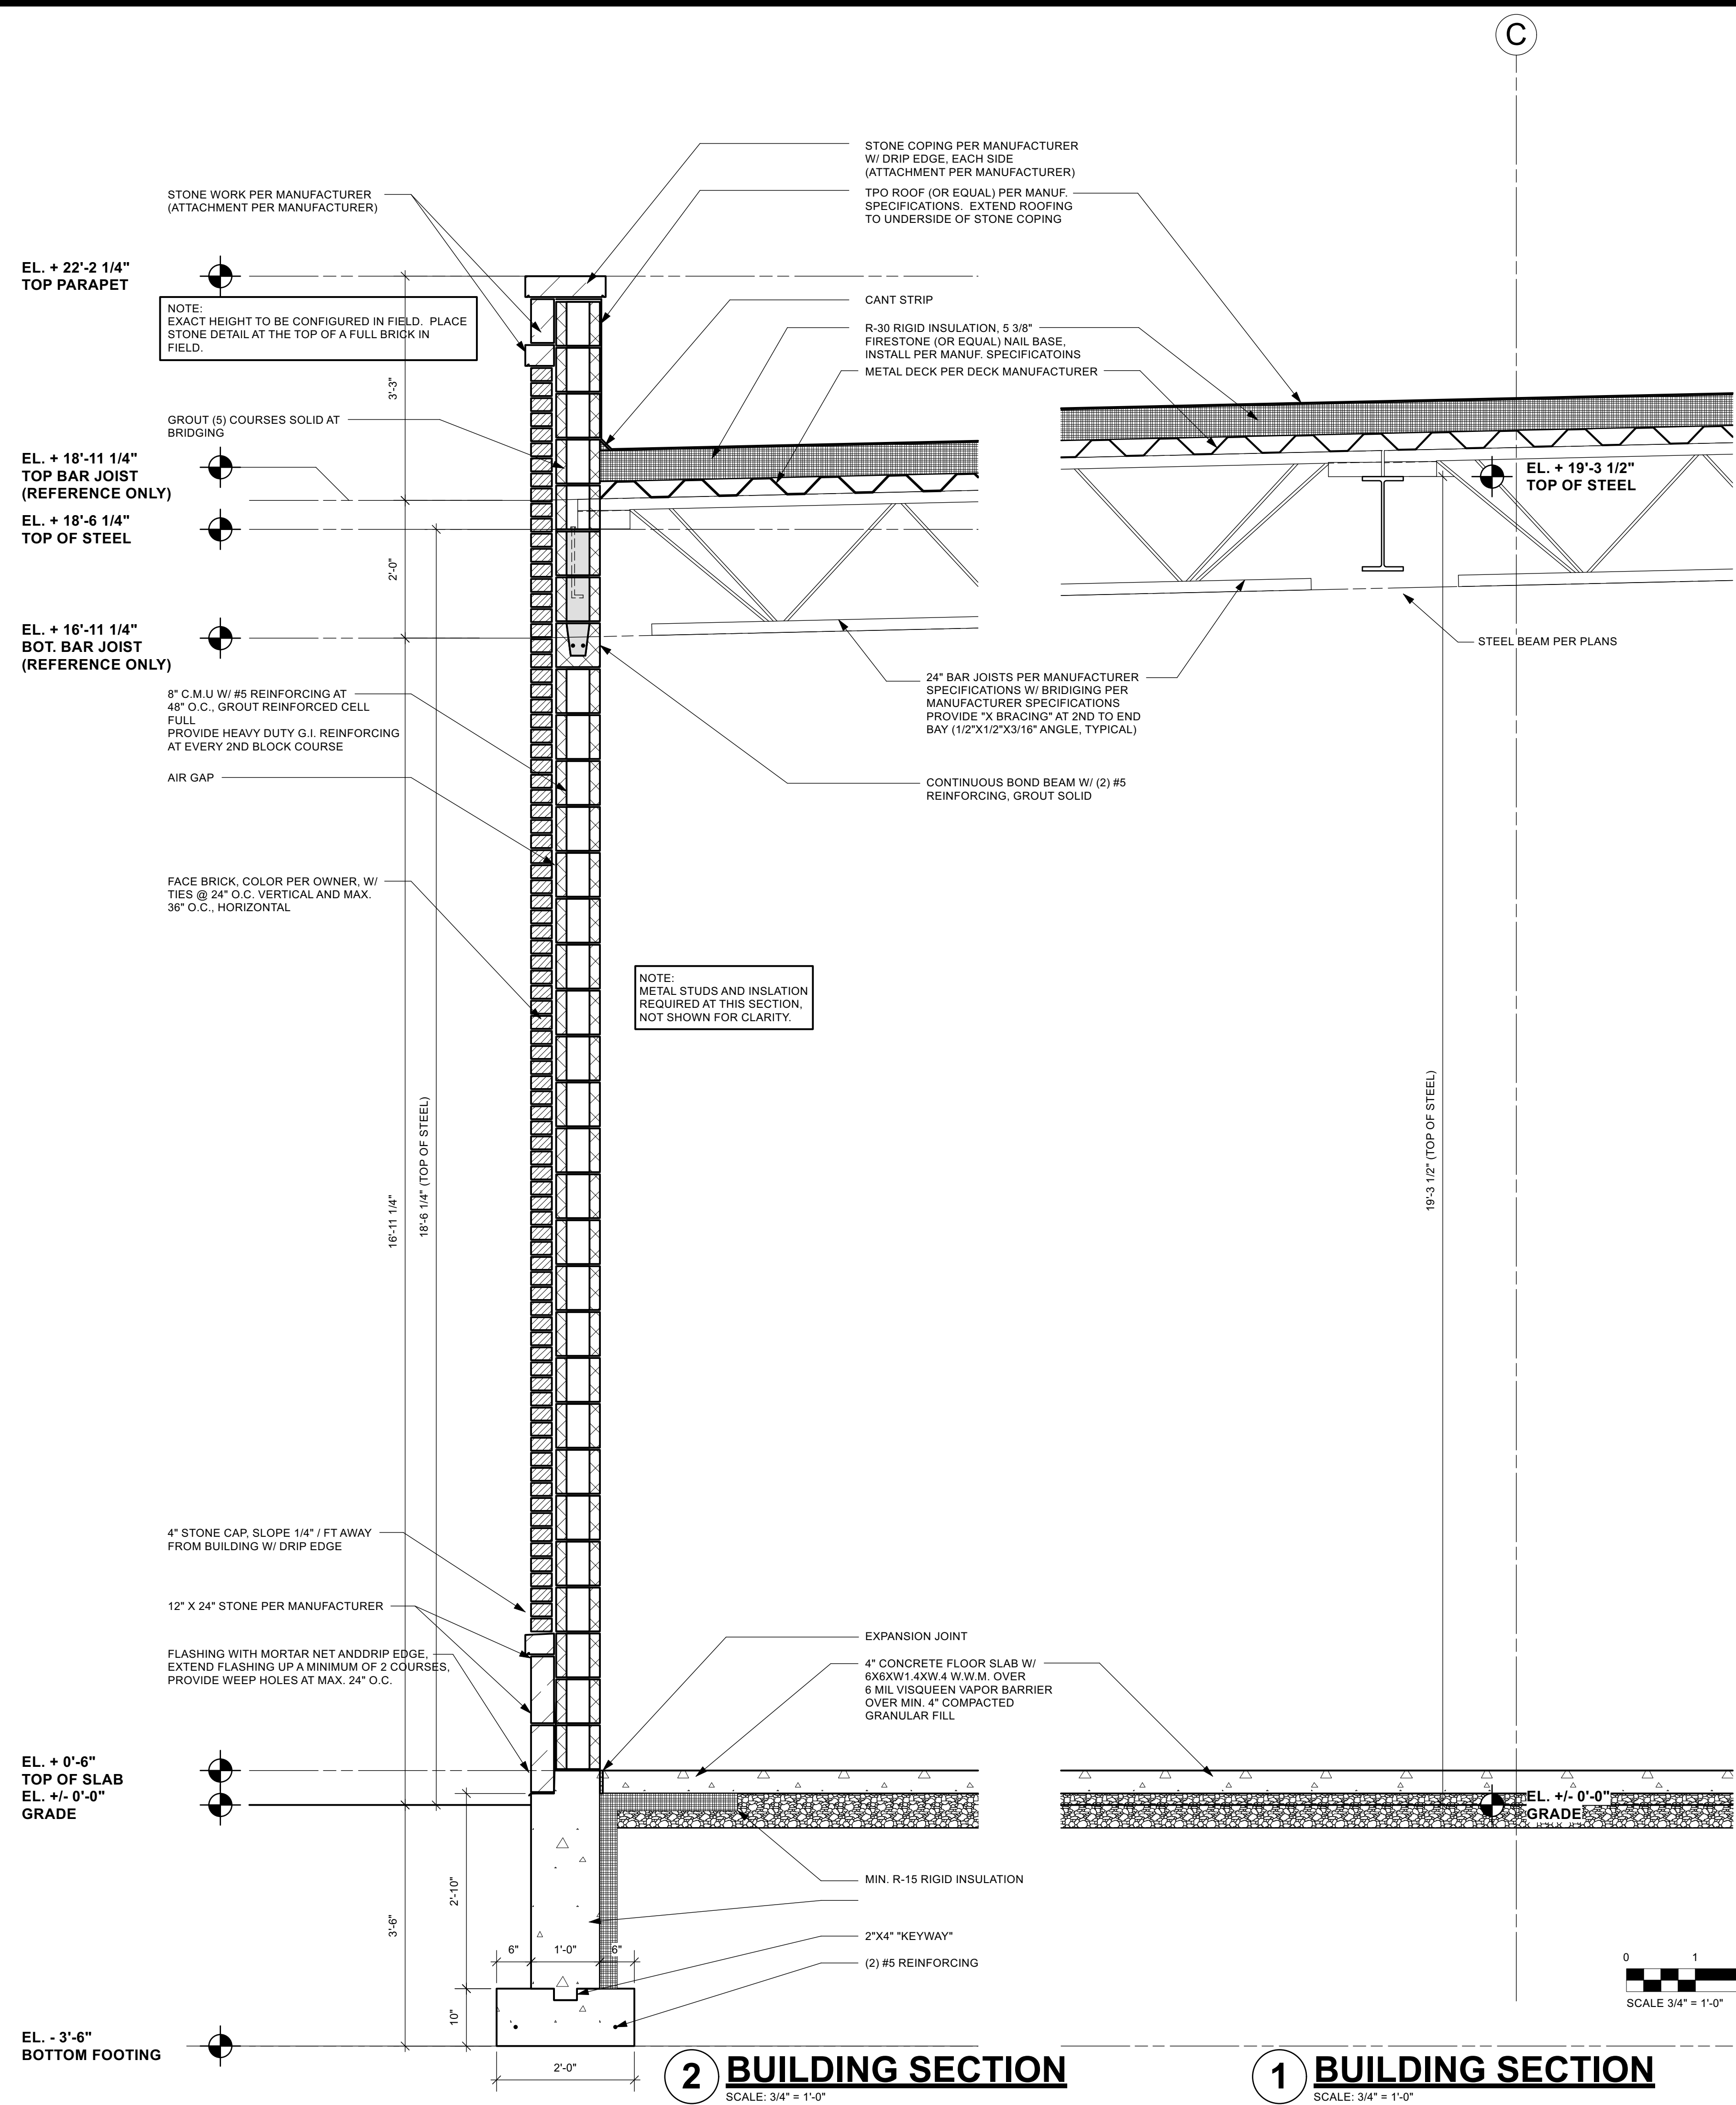 C
STONE COPING PER MANUFACTURER
W/ DRIP EDGE, EACH SIDE
(ATTACHMENT PER MANUFACTURER)
STONE WORK PER MANUFACTURER
(ATTACHMENT PER MANUFACTURER)
TPO ROOF (OR EQUAL) PER MANUF.
SPECIFICATIONS. EXTEND ROOFING
TO UNDERSIDE OF STONE COPING
EL. + 22'-2 1/4"
TOP PARAPET
NOTE:
EXACT HEIGHT TO BE CONFIGURED IN FIELD. PLACE
STONE DETAIL AT THE TOP OF A FULL BRICK IN
FIELD.
CANT STRIP
R-30 RIGID INSULATION, 5 3/8"
FIRESTONE (OR EQUAL) NAIL BASE,
INSTALL PER MANUF. SPECIFICATOINS
METAL DECK PER DECK MANUFACTURER
3'-3"
GROUT (5) COURSES SOLID AT
BRIDGING
EL. + 18'-11 1/4"
TOP BAR JOIST
(REFERENCE ONLY)
EL. + 19'-3 1/2"
TOP OF STEEL
EL. + 18'-6 1/4"
TOP OF STEEL
2'-0"
EL. + 16'-11 1/4"
BOT. BAR JOIST
(REFERENCE ONLY)
STEEL BEAM PER PLANS
24" BAR JOISTS PER MANUFACTURER
SPECIFICATIONS W/ BRIDIGING PER
MANUFACTURER SPECIFICATIONS
PROVIDE "X BRACING" AT 2ND TO END
BAY (1/2"X1/2"X3/16" ANGLE, TYPICAL)
8" C.M.U W/ #5 REINFORCING AT
48" O.C., GROUT REINFORCED CELL
FULL
PROVIDE HEAVY DUTY G.I. REINFORCING
AT EVERY 2ND BLOCK COURSE
AIR GAP
CONTINUOUS BOND BEAM W/ (2) #5
REINFORCING, GROUT SOLID
FACE BRICK, COLOR PER OWNER, W/
TIES @ 24" O.C. VERTICAL AND MAX.
36" O.C., HORIZONTAL
NOTE:
METAL STUDS AND INSLATION
REQUIRED AT THIS SECTION,
NOT SHOWN FOR CLARITY.
16'-11 1/4"
18'-6 1/4" (TOP OF STEEL)
19'-3 1/2" (TOP OF STEEL)
4" STONE CAP, SLOPE 1/4" / FT AWAY
FROM BUILDING W/ DRIP EDGE
12" X 24" STONE PER MANUFACTURER
FLASHING WITH MORTAR NET ANDDRIP EDGE,
EXTEND FLASHING UP A MINIMUM OF 2 COURSES,
PROVIDE WEEP HOLES AT MAX. 24" O.C.
EXPANSION JOINT
4" CONCRETE FLOOR SLAB W/
6X6XW1.4XW.4 W.W.M. OVER
6 MIL VISQUEEN VAPOR BARRIER
OVER MIN. 4" COMPACTED
GRANULAR FILL
EL. + 0'-6"
TOP OF SLAB
EL. +/- 0'-0"
GRADE
EL. +/- 0'-0"
GRADE
MIN. R-15 RIGID INSULATION
2'-10"
3'-6"
2"X4" "KEYWAY"
6"
1'-0"
6"
(2) #5 REINFORCING
10"
0 1
SCALE 3/4" = 1'-0"
EL. - 3'-6"
BOTTOM FOOTING
2'-0"
2 BUILDING SECTION
SCALE: 3/4" = 1'-0"
1 BUILDING SECTION
SCALE: 3/4" = 1'-0"